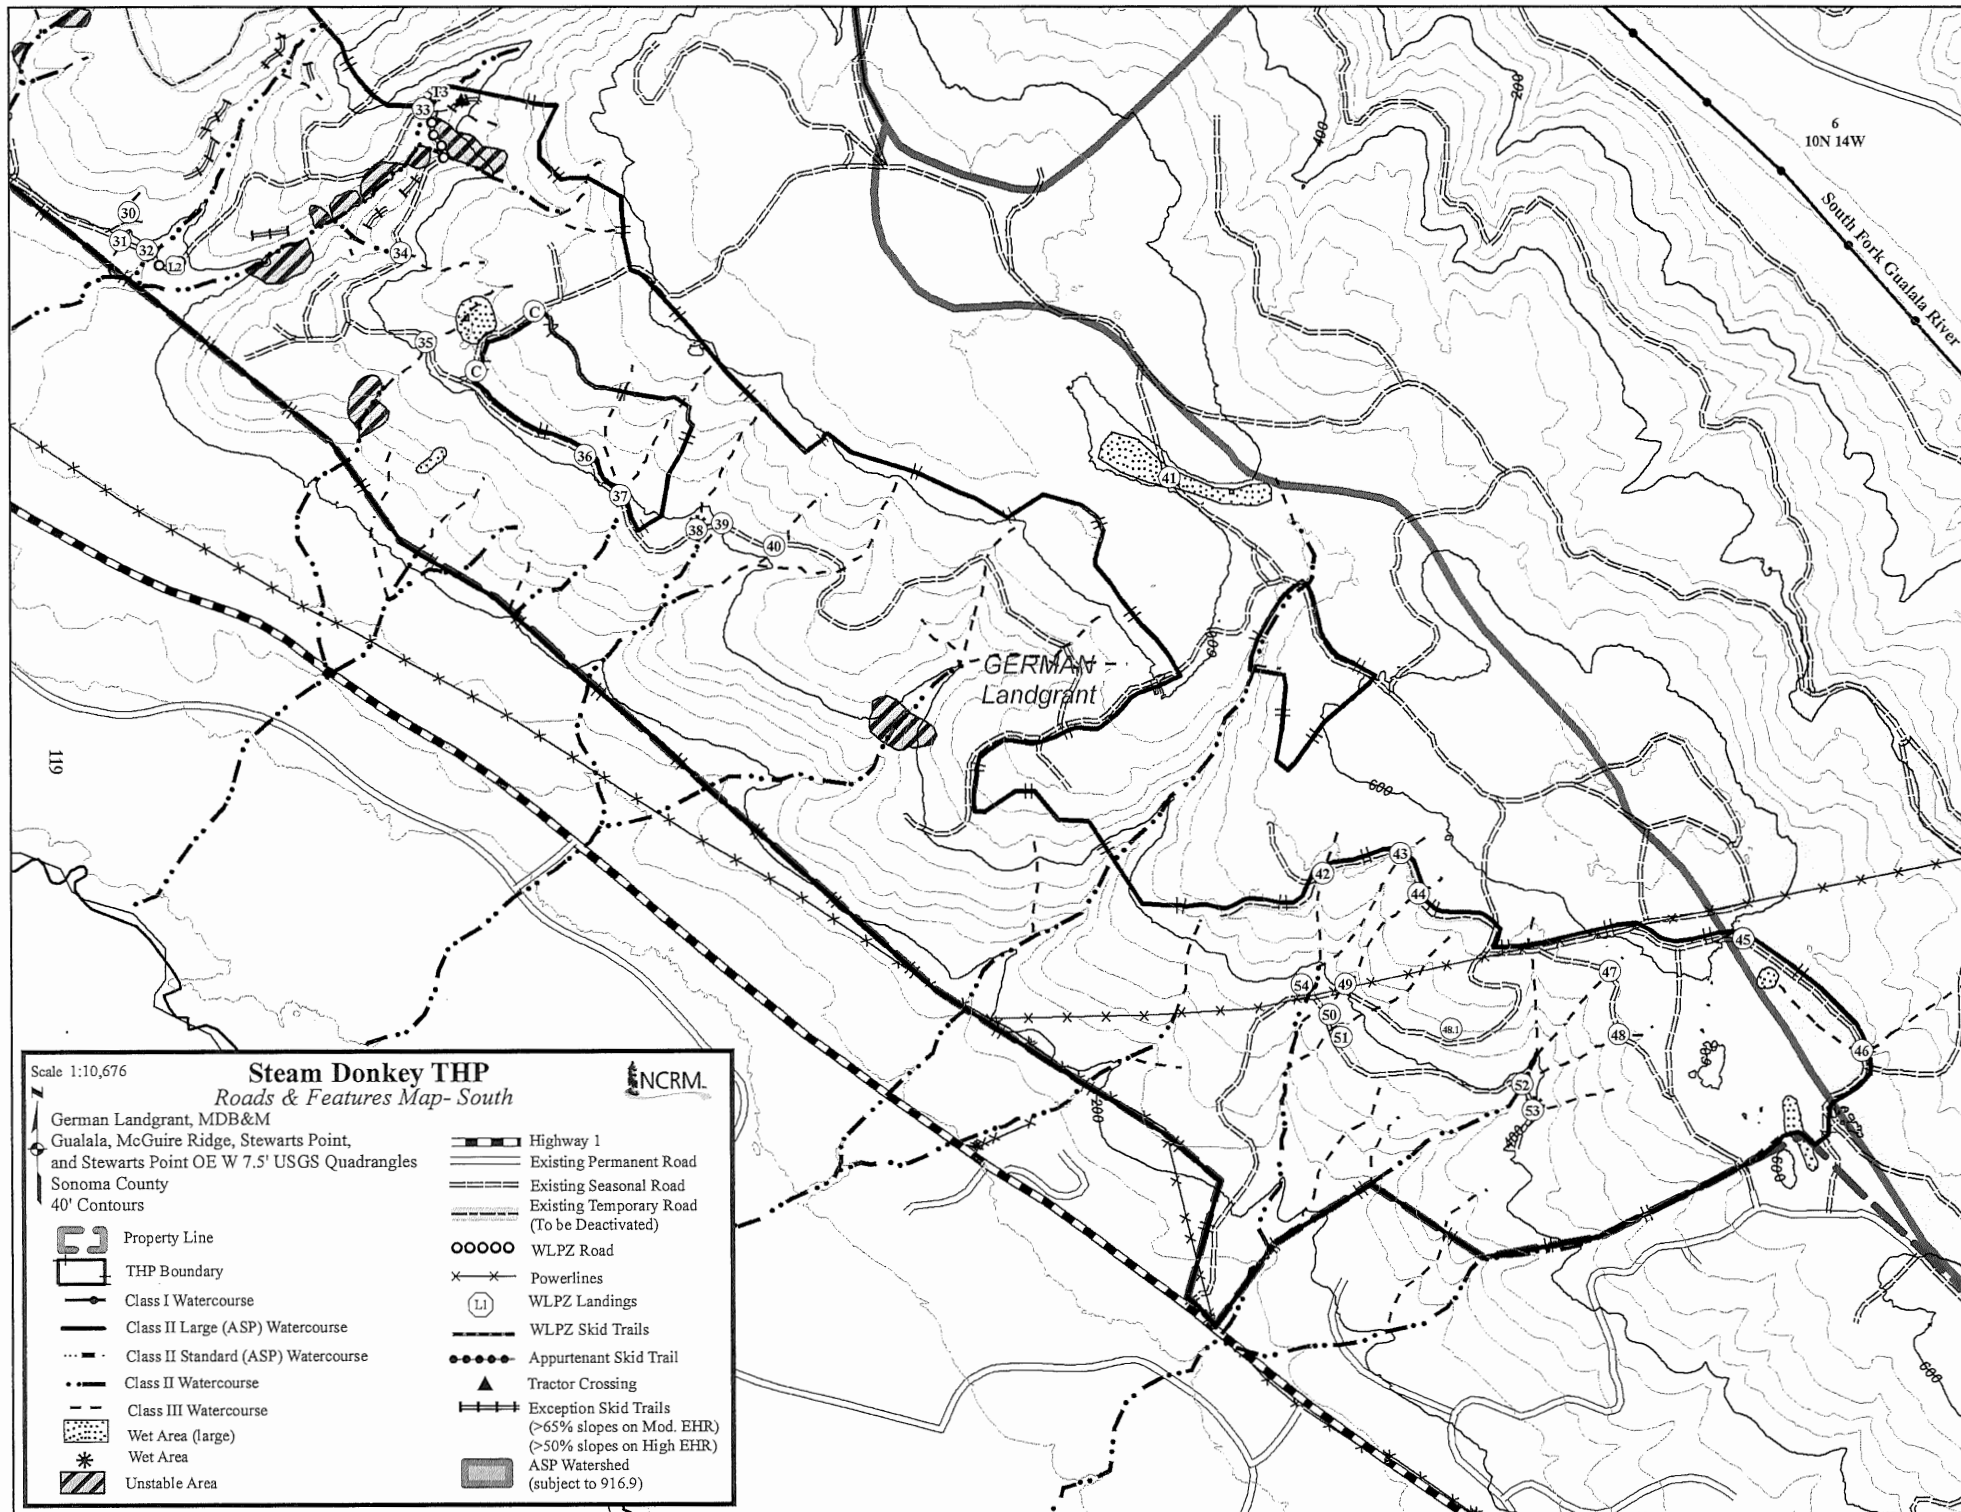 200
400
6
10N 14W
South Fork Gualala River
T3
33
30
31
32
L2
34
C
35
C
36
37
38
39
40
41
600
GERMAN
Landgrant
119
600
42
43
44
45
46
47
48
48.1
49
50
51
52
53
54
400
200
600
600
Scale 1:10,676
Steam Donkey THP
Roads & Features Map- South
NCRM
N
German Landgrant, MDB&M
Gualala, McGuire Ridge, Stewarts Point,
and Stewarts Point OE W 7.5' USGS Quadrangles
Sonoma County
40' Contours
Property Line
THP Boundary
Class I Watercourse
Class II Large (ASP) Watercourse
Class II Standard (ASP) Watercourse
Class II Watercourse
Class III Watercourse
Wet Area (large)
Wet Area
Unstable Area
Highway 1
Existing Permanent Road
Existing Seasonal Road
Existing Temporary Road
(To be Deactivated)
WLPZ Road
Powerlines
L1
WLPZ Landings
WLPZ Skid Trails
Appurtenant Skid Trail
Tractor Crossing
Exception Skid Trails
(>65% slopes on Mod. EHR)
(>50% slopes on High EHR)
ASP Watershed
(subject to 916.9)